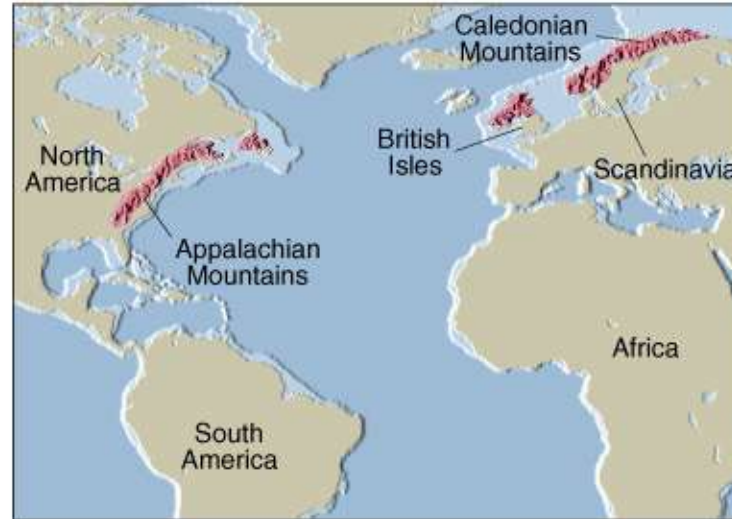 Caledonian
Mountains
North
America
British
Isles
Scandinavia
Appalachian
Mountains
Africa
South
America